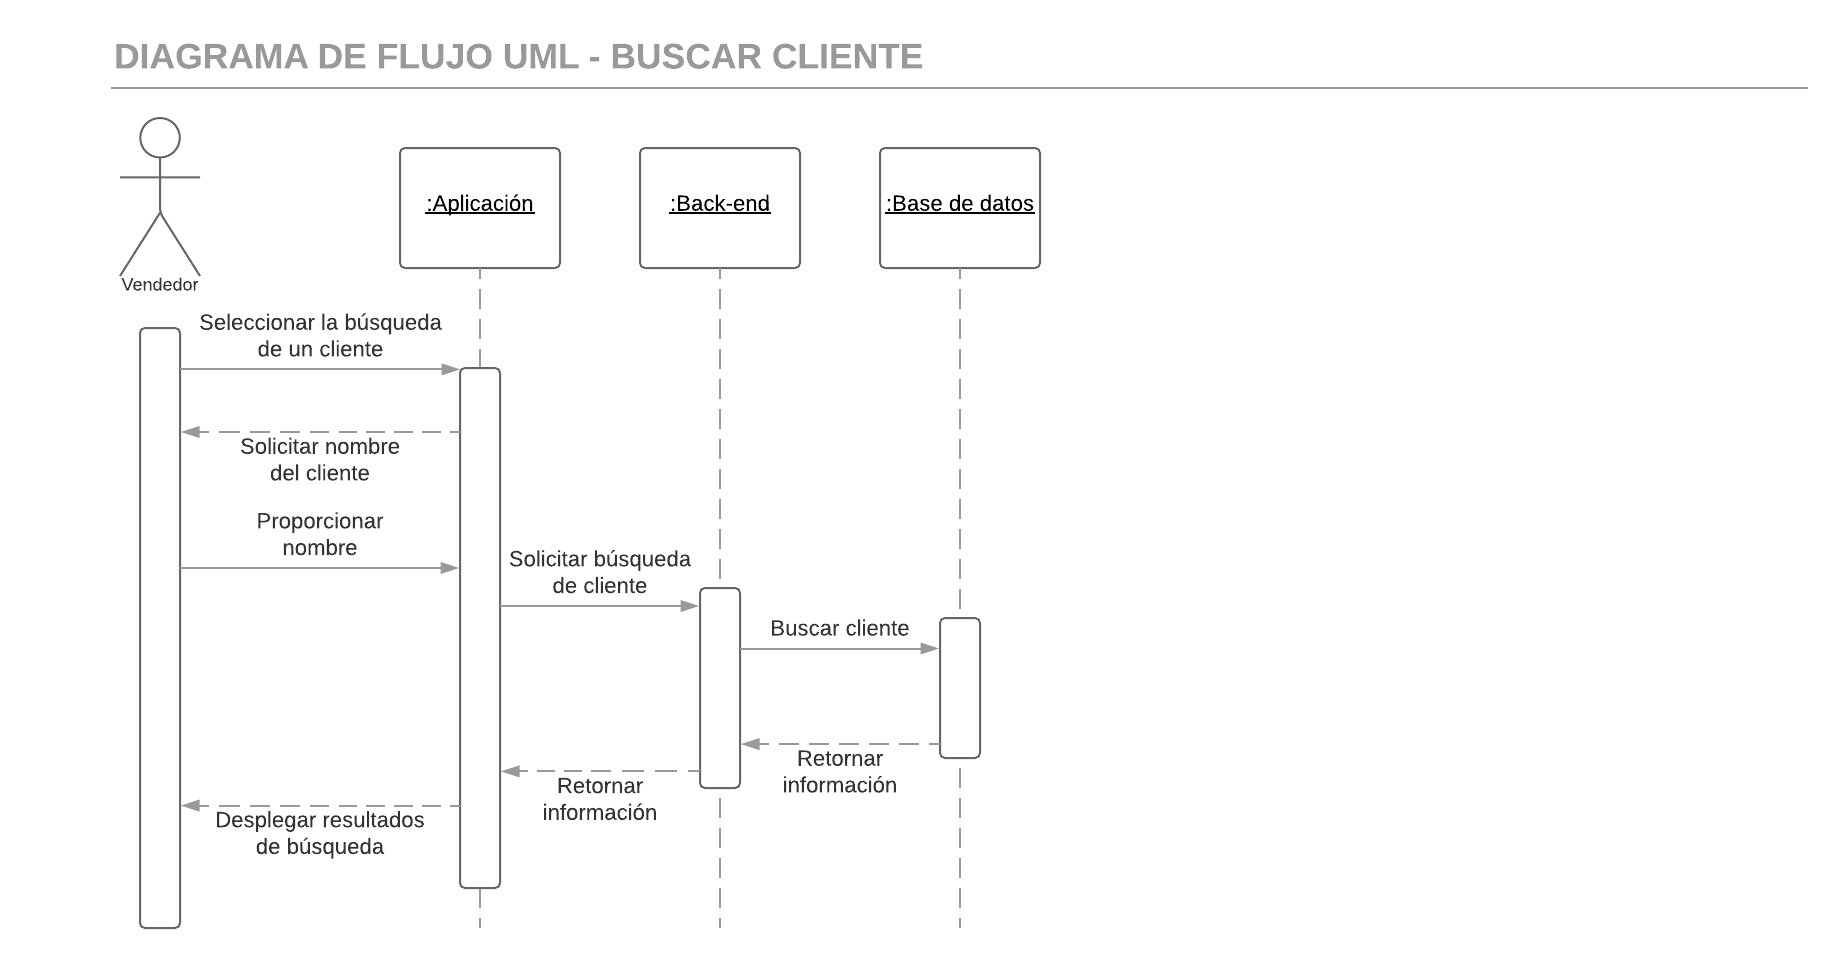 DIAGRAMA DE FLUJO UML - BUSCAR CLIENTE
:Aplicación
:Back-end
:Base de datos
Vendedor
Seleccionar la búsqueda
de un cliente
Solicitar nombre
del cliente
Proporcionar
nombre
Solicitar búsqueda
de cliente
Buscar cliente
Retornar
información
Retornar
información
Desplegar resultados
de búsqueda